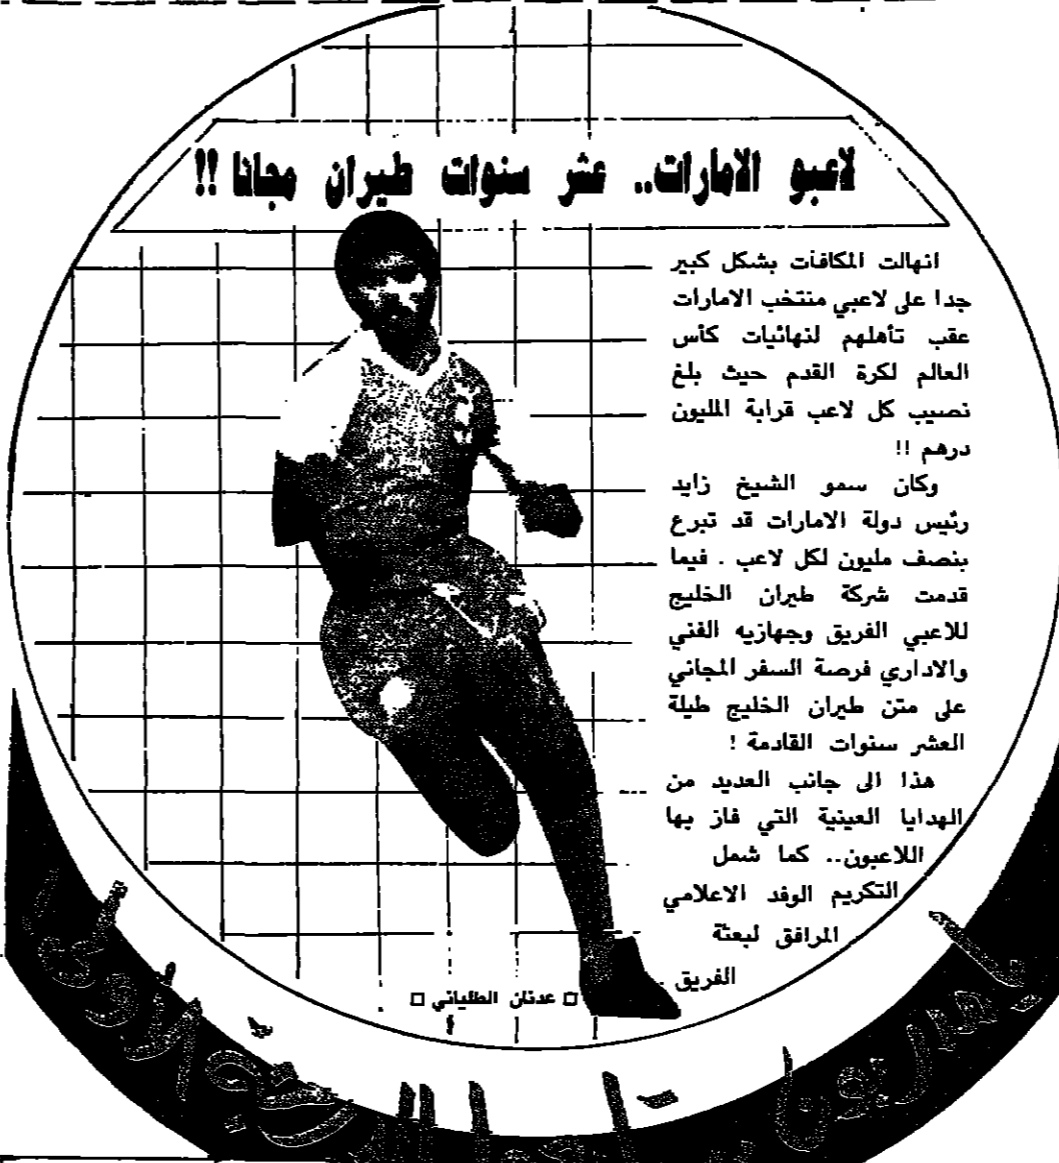 لاعبو الامارات.. عشر سنوات طيران مجانا !!
انهالت المكافآت بشكل كبير
جدا على لاعبي منتخب الامارات
عقب تأهلهم لنهائيات كأس
العالم لكرة القدم حيث بلغ
نصيب كل لاعب قرابة المليون
درهم !!
وكان سمو الشيخ زايد
رئيس دولة الامارات قد تبرع
بنصف مليون لكل لاعب . فيما
قدمت شركة طيران الخليج
للاعبي الفريق وجهازيه الفني
والاداري فرصة السفر المجاني
على متن طيران الخليج طيلة
العشر سنوات القادمة !
هذا الى جانب العديد من
الهدايا العينية التي فاز بها
اللاعبون.. كما شمل
التكريم الوفد الاعلامي
المرافق لبعثة
الفريق .
□ عدنان الطلياني □